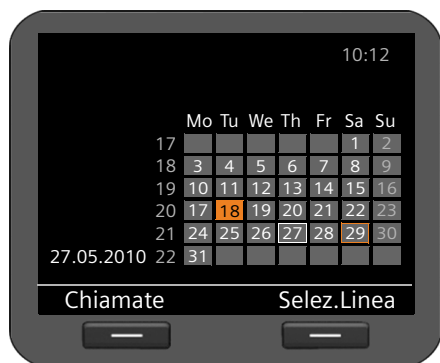 10:12
Mo Tu We Th Fr Sa Su
17 1 2
18 3 4 5 6 7 8 9
19 10 11 12 13 14 15 16
20 17 18 19 20 21 22 23
21 24 25 26 27 28 29 30
27.05.2010 22 31
Chiamate Selez.Linea